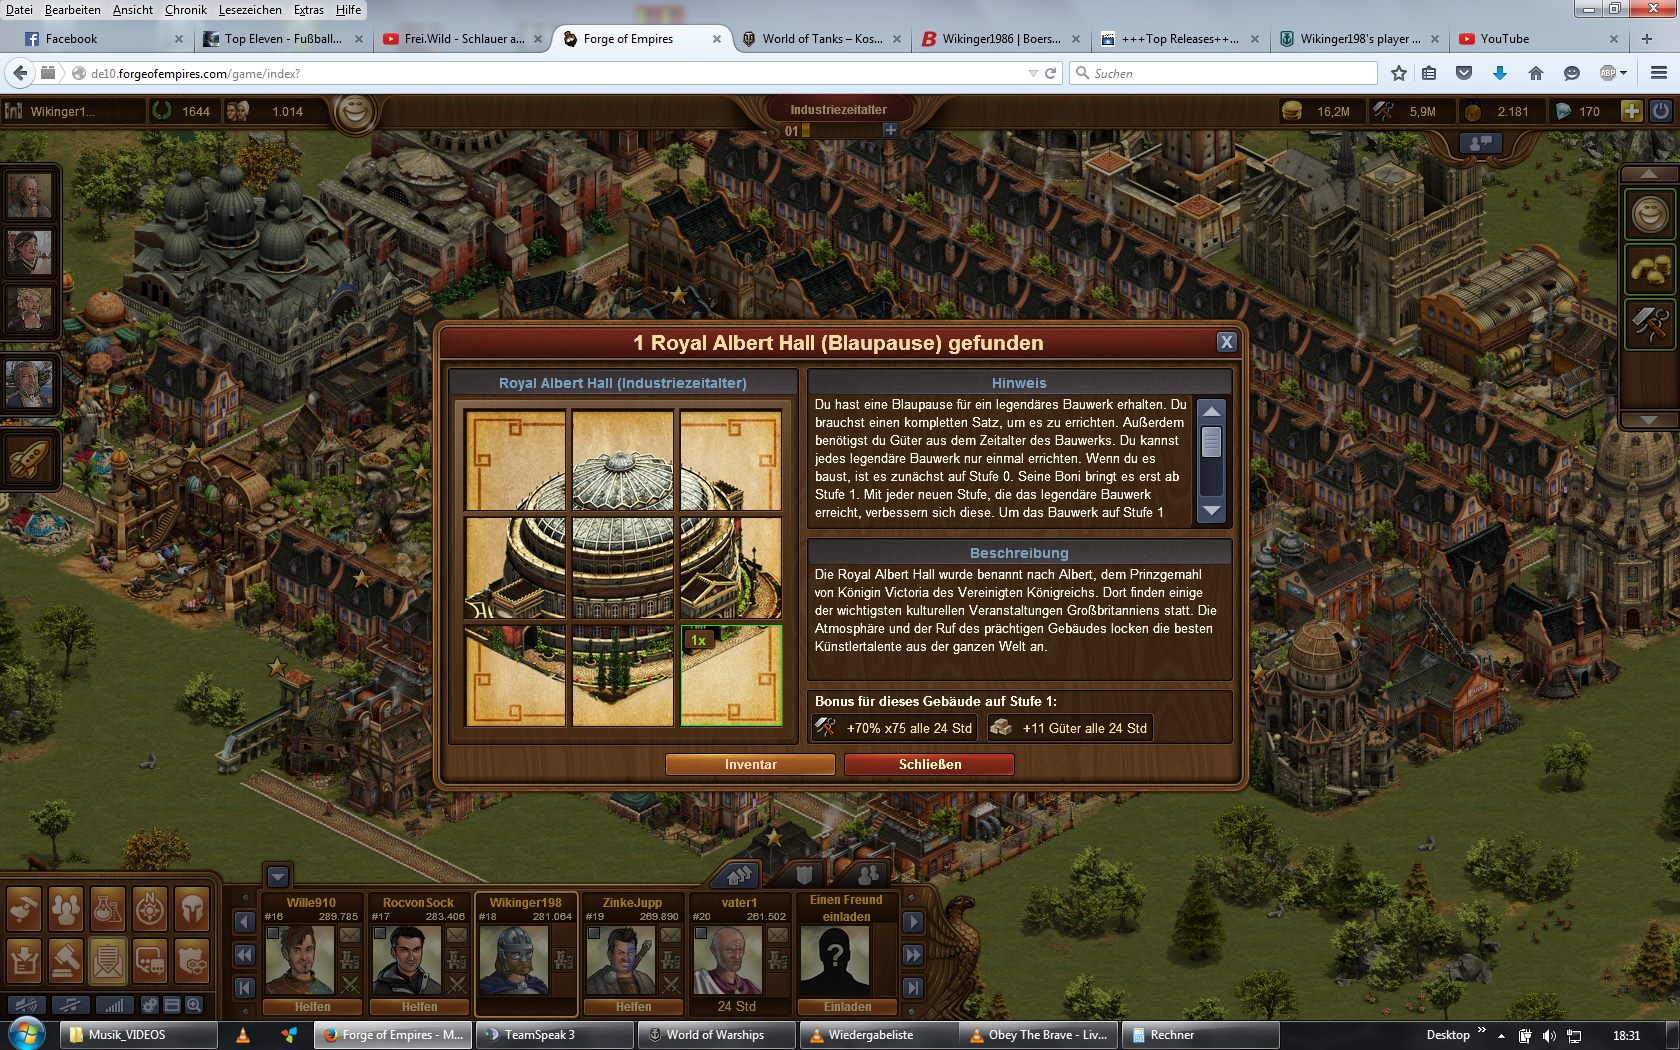 Datei Bearbeiten Ansicht Chronik Lesezeichen Extras Hilfe
Facebook
Top Eleven - Fußball...
Frei.Wild - Schlauer a...
Forge of Empires
World of Tanks – Kos...
Wikinger1986 | Boers...
+++Top Releases++...
Wikinger198's player ...
YouTube
de10.forgeofempires.com/game/index?
Suchen
ABP
Wikinger1...
1644
1.014
Industriezeitalter
01
16,2M
5,9M
2.181
170
1 Royal Albert Hall (Blaupause) gefunden
X
Royal Albert Hall (Industriezeitalter)
1x
Hinweis
Du hast eine Blaupause für ein legendäres Bauwerk erhalten. Du
brauchst einen kompletten Satz, um es zu errichten. Außerdem
benötigst du Güter aus dem Zeitalter des Bauwerks. Du kannst
jedes legendäre Bauwerk nur einmal errichten. Wenn du es
baust, ist es zunächst auf Stufe 0. Seine Boni bringt es erst ab
Stufe 1. Mit jeder neuen Stufe, die das legendäre Bauwerk
erreicht, verbessern sich diese. Um das Bauwerk auf Stufe 1
Beschreibung
Die Royal Albert Hall wurde benannt nach Albert, dem Prinzgemahl
von Königin Victoria des Vereinigten Königreichs. Dort finden einige
der wichtigsten kulturellen Veranstaltungen Großbritanniens statt. Die
Atmosphäre und der Ruf des prächtigen Gebäudes locken die besten
Künstlertalente aus der ganzen Welt an.
Bonus für dieses Gebäude auf Stufe 1:
+70% x75 alle 24 Std
+11 Güter alle 24 Std
Inventar
Schließen
Wille910
#16 289.785
Helfen
RocvonSock
#17 283.406
Helfen
Wikinger198
#18 281.064
ZinkeJupp
#19 269.890
Helfen
vater1
#20 261.502
24 Std
Einen Freund
einladen
?
Einladen
Musik_VIDEOS
Forge of Empires - M...
TeamSpeak 3
World of Warships
Wiedergabeliste
Obey The Brave - Liv...
Rechner
Desktop
18:31